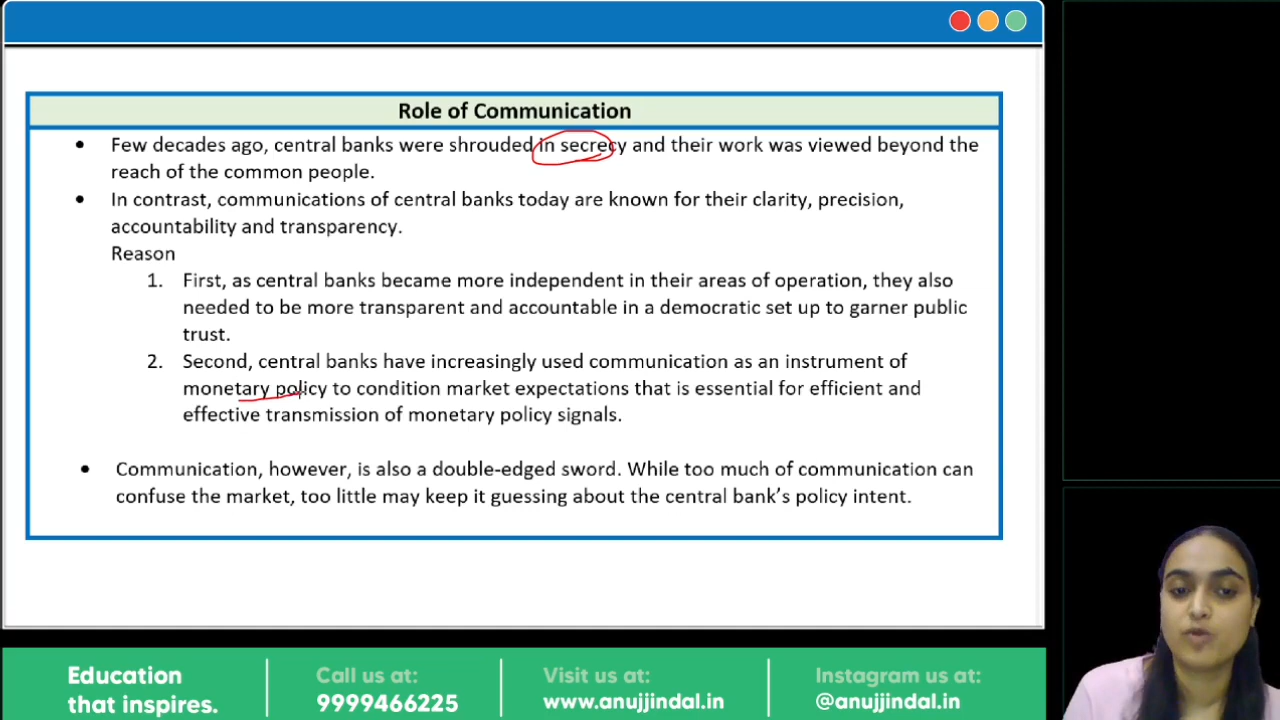 Role of Communication
• Few decades ago, central banks were shrouded in secrecy and their work was viewed beyond the
reach of the common people.
• In contrast, communications of central banks today are known for their clarity, precision,
accountability and transparency.
Reason
1. First, as central banks became more independent in their areas of operation, they also
needed to be more transparent and accountable in a democratic set up to garner public
trust.
2. Second, central banks have increasingly used communication as an instrument of
monetary policy to condition market expectations that is essential for efficient and
effective transmission of monetary policy signals.
• Communication, however, is also a double-edged sword. While too much of communication can
confuse the market, too little may keep it guessing about the central bank’s policy intent.
Education
that inspires.
Call us at:
9999466225
Visit us at:
www.anujjindal.in
Instagram us at:
@anujjindal.in